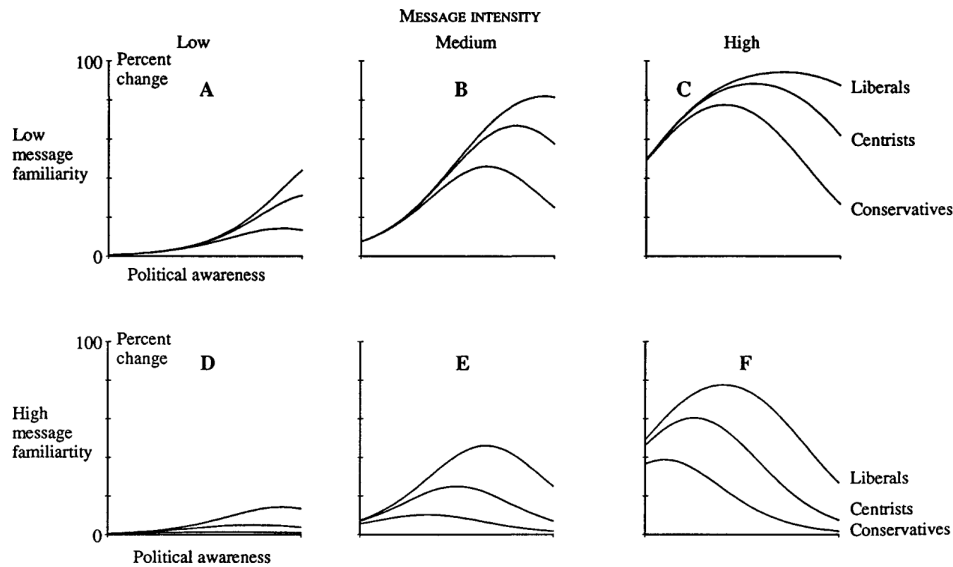 MESSAGE INTENSITY
Low
Medium
High
100
Percent
change
A
B
C
Liberals
Low
message
familiarity
Centrists
Conservatives
0
Political awareness
100
Percent
change
D
E
F
High
message
familiartity
Liberals
Centrists
Conservatives
0
Political awareness